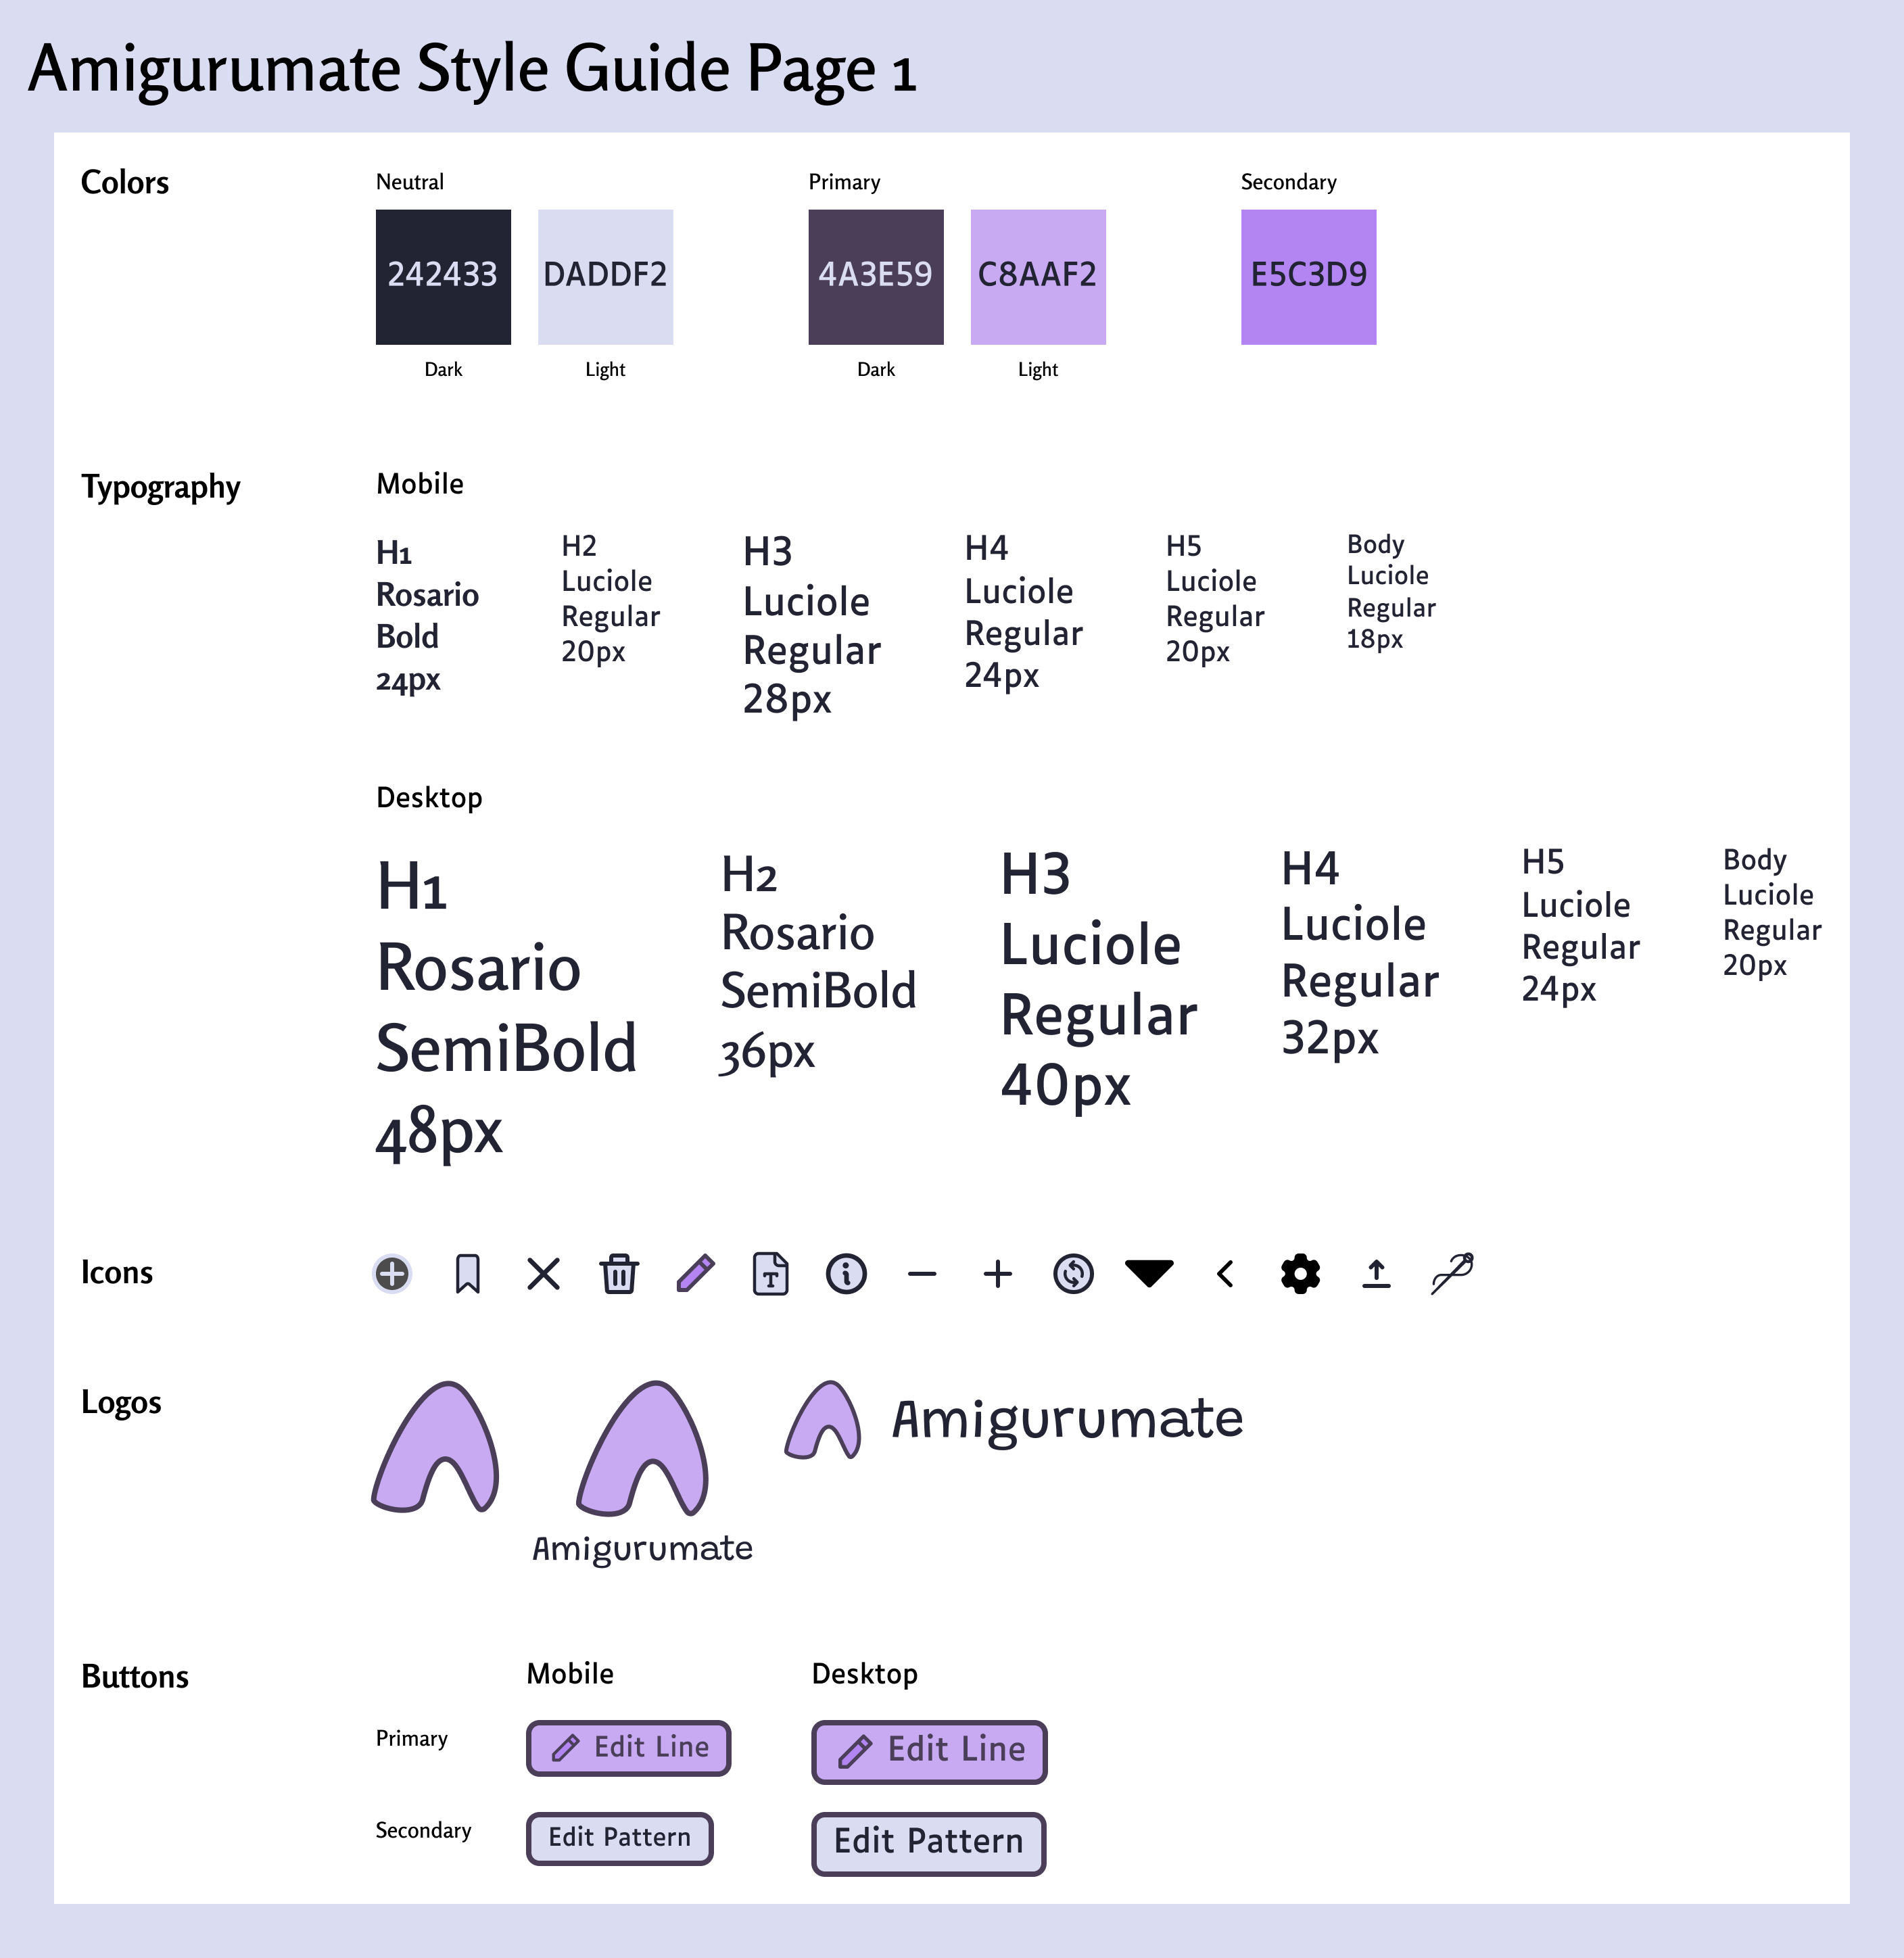 Amigurumate Style Guide Page 1
Colors
Neutral
Primary
Secondary
242433
DADDF2
4A3E59
C8AAF2
E5C3D9
Dark
Light
Dark
Light
Typography
Mobile
H1
Rosario
Bold
24px
H2
Luciole
Regular
20px
H3
Luciole
Regular
28px
H4
Luciole
Regular
24px
H5
Luciole
Regular
20px
Body
Luciole
Regular
18px
Desktop
H1
Rosario
SemiBold
48px
H2
Rosario
SemiBold
36px
H3
Luciole
Regular
40px
H4
Luciole
Regular
32px
H5
Luciole
Regular
24px
Body
Luciole
Regular
20px
Icons
T
i
Logos
Amigurumate
Amigurumate
Buttons
Mobile
Desktop
Primary
Edit Line
Edit Line
Secondary
Edit Pattern
Edit Pattern